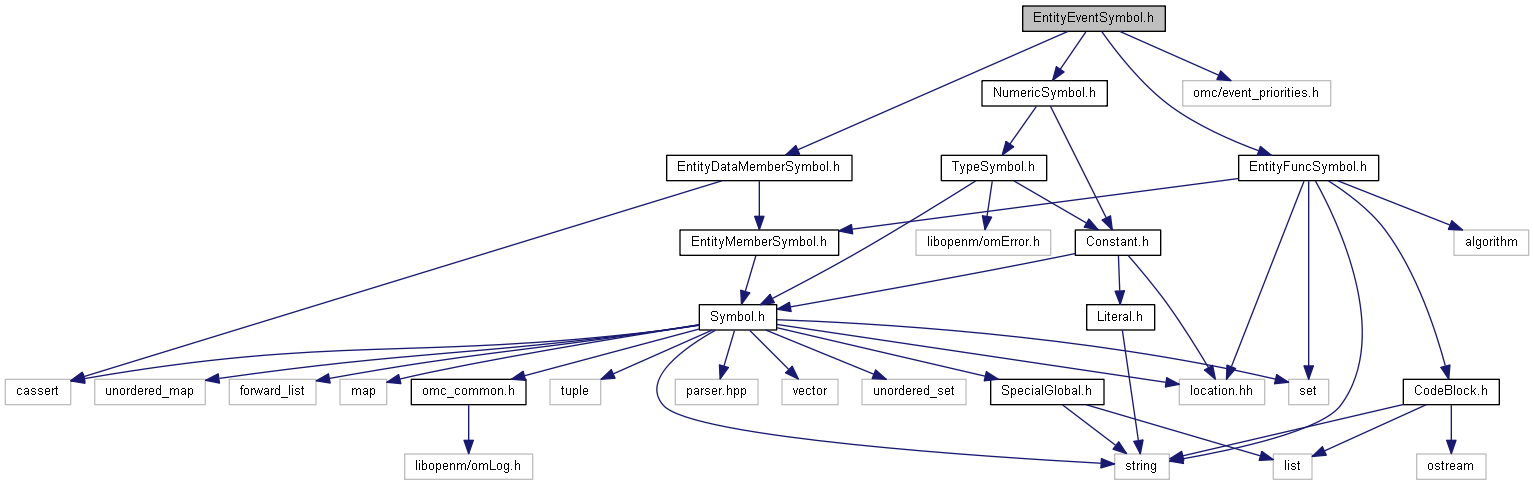 EntityEventSymbol.h
NumericSymbol.h
omc/event_priorities.h
EntityDataMemberSymbol.h
TypeSymbol.h
EntityFuncSymbol.h
EntityMemberSymbol.h
libopenm/omError.h
Constant.h
algorithm
Symbol.h
Literal.h
cassert
unordered_map
forward_list
map
omc_common.h
tuple
parser.hpp
vector
unordered_set
SpecialGlobal.h
location.hh
set
CodeBlock.h
libopenm/omLog.h
string
list
ostream